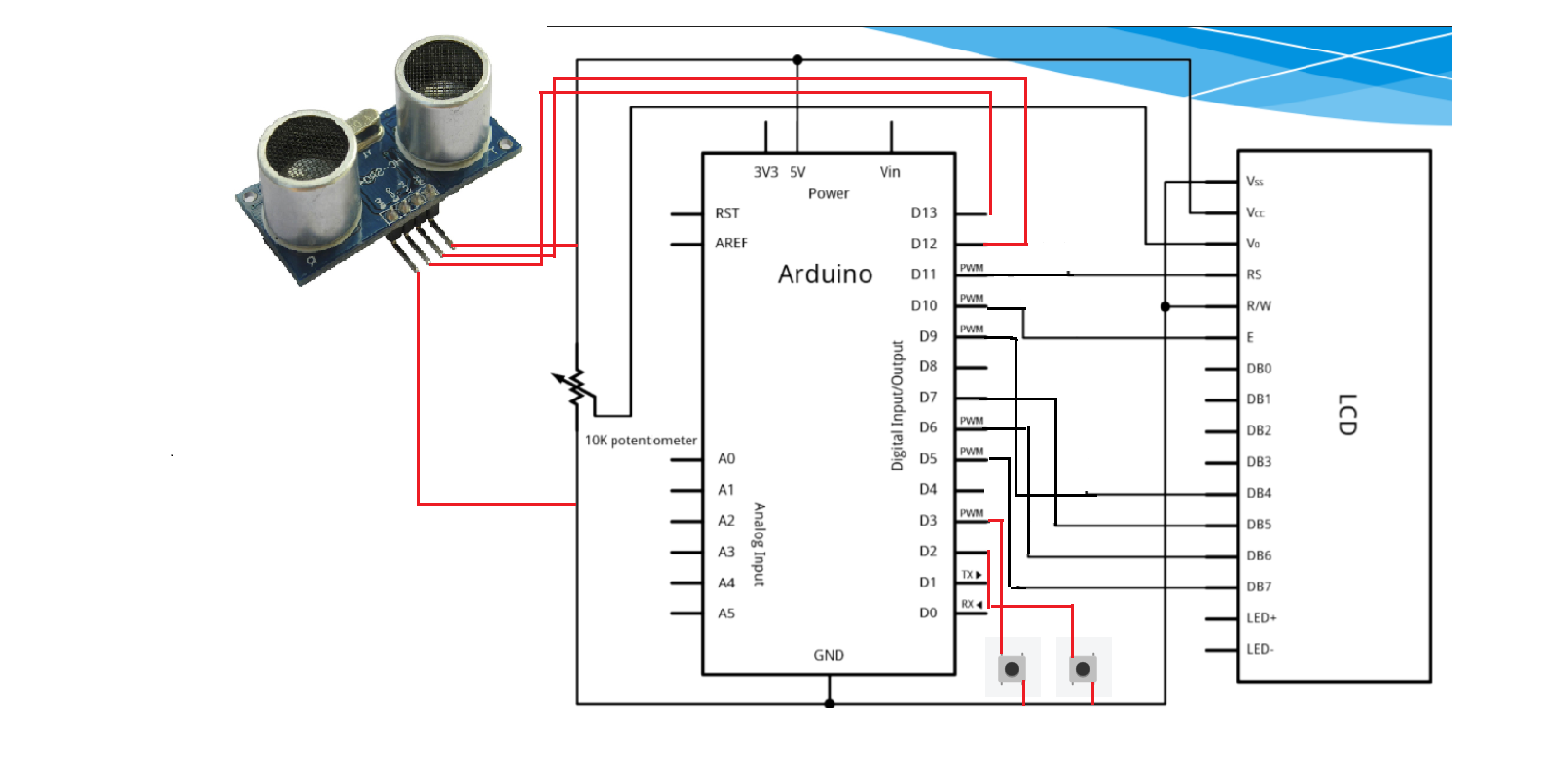 3V3 5V Vin
Power
RST
AREF
Arduino
D13
D12
D11 PWM
D10 PWM
D9 PWM
D8
D7
D6 PWM
D5 PWM
D4
D3 PWM
D2
D1 TX
D0 RX
Digital Input/Output
10K potentometer
A0
A1
A2
A3
A4
A5
Analog Input
GND
Vss
Vcc
V0
RS
R/W
E
DB0
DB1
DB2
DB3
DB4
DB5
DB6
DB7
LED+
LED-
LCD